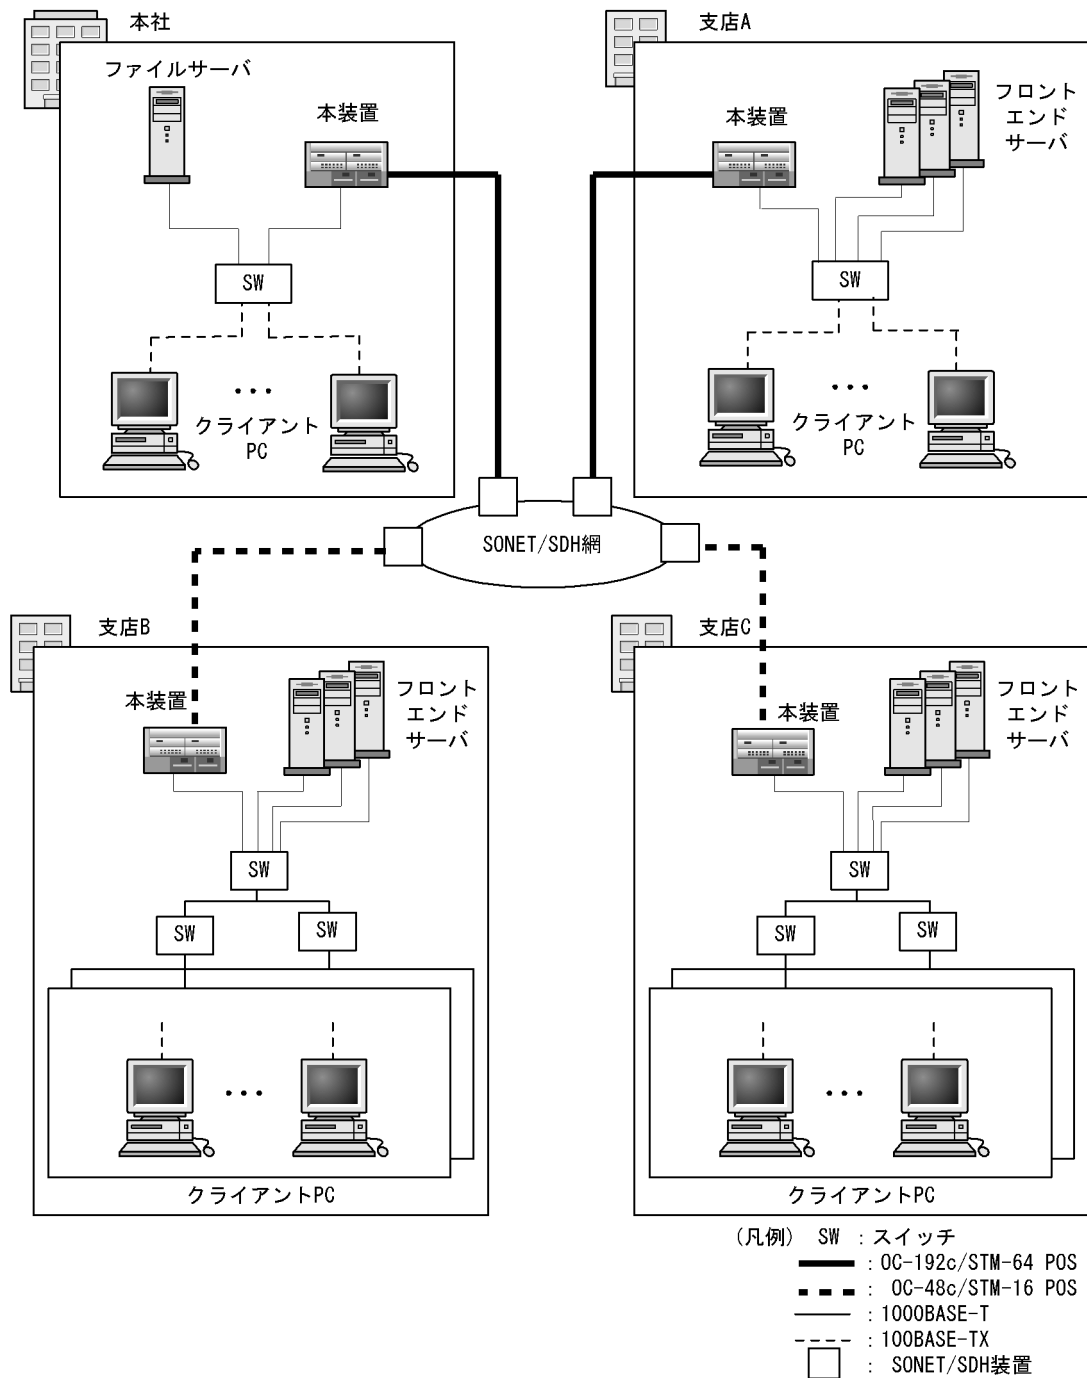 本社
ファイルサーバ
本装置
SW
クライアント
PC
支店A
本装置
フロント
エンド
サーバ
SW
クライアント
PC
SONET/SDH網
支店B
本装置
フロント
エンド
サーバ
SW
SW
SW
クライアントPC
支店C
本装置
フロント
エンド
サーバ
SW
SW
SW
クライアントPC
(凡例) SW :スイッチ
:OC-192c/STM-64 POS
: OC-48c/STM-16 POS
:1000BASE-T
:100BASE-TX
: SONET/SDH装置